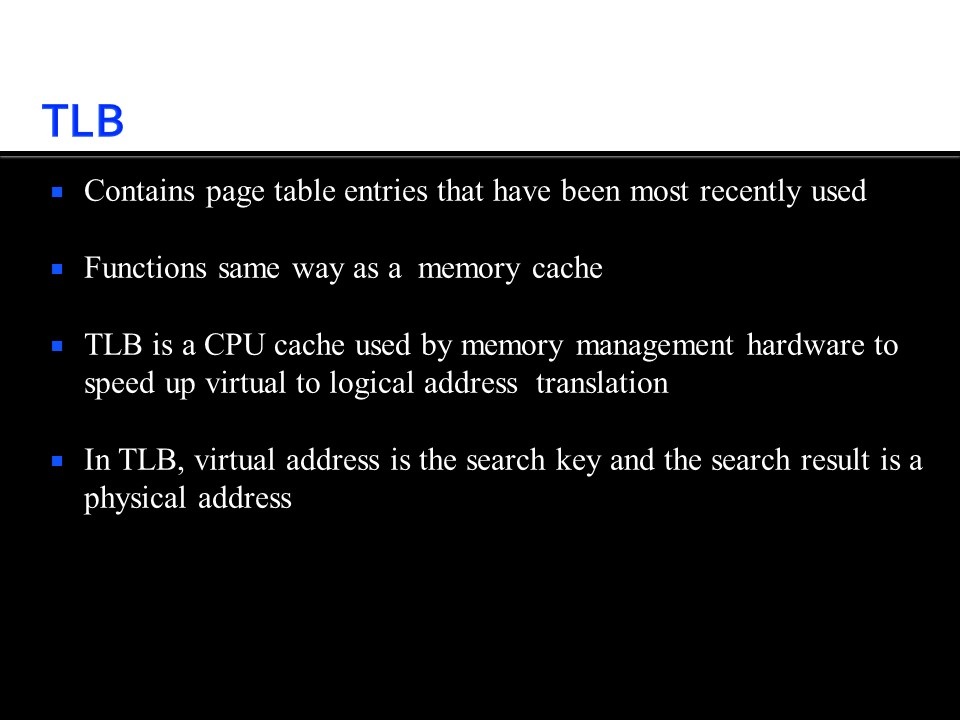 TLB
Contains page table entries that have been most recently used
Functions same way as a  memory cache
TLB is a CPU cache used by memory management hardware to
speed up virtual to logical address  translation
In TLB, virtual address is the search key and the search result is a
physical address